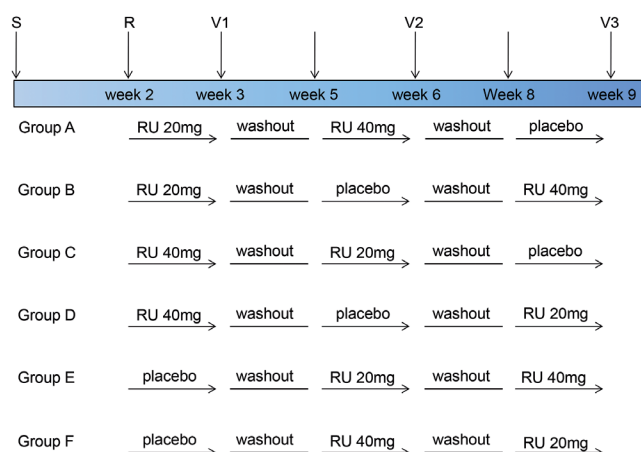 S R V1 V2 V3
week 2 week 3 week 5 week 6 Week 8 week 9
Group A RU 20mg washout RU 40mg washout placebo
Group B RU 20mg washout placebo washout RU 40mg
Group C RU 40mg washout RU 20mg washout placebo
Group D RU 40mg washout placebo washout RU 20mg
Group E placebo washout RU 20mg washout RU 40mg
Group F placebo washout RU 40mg washout RU 20mg